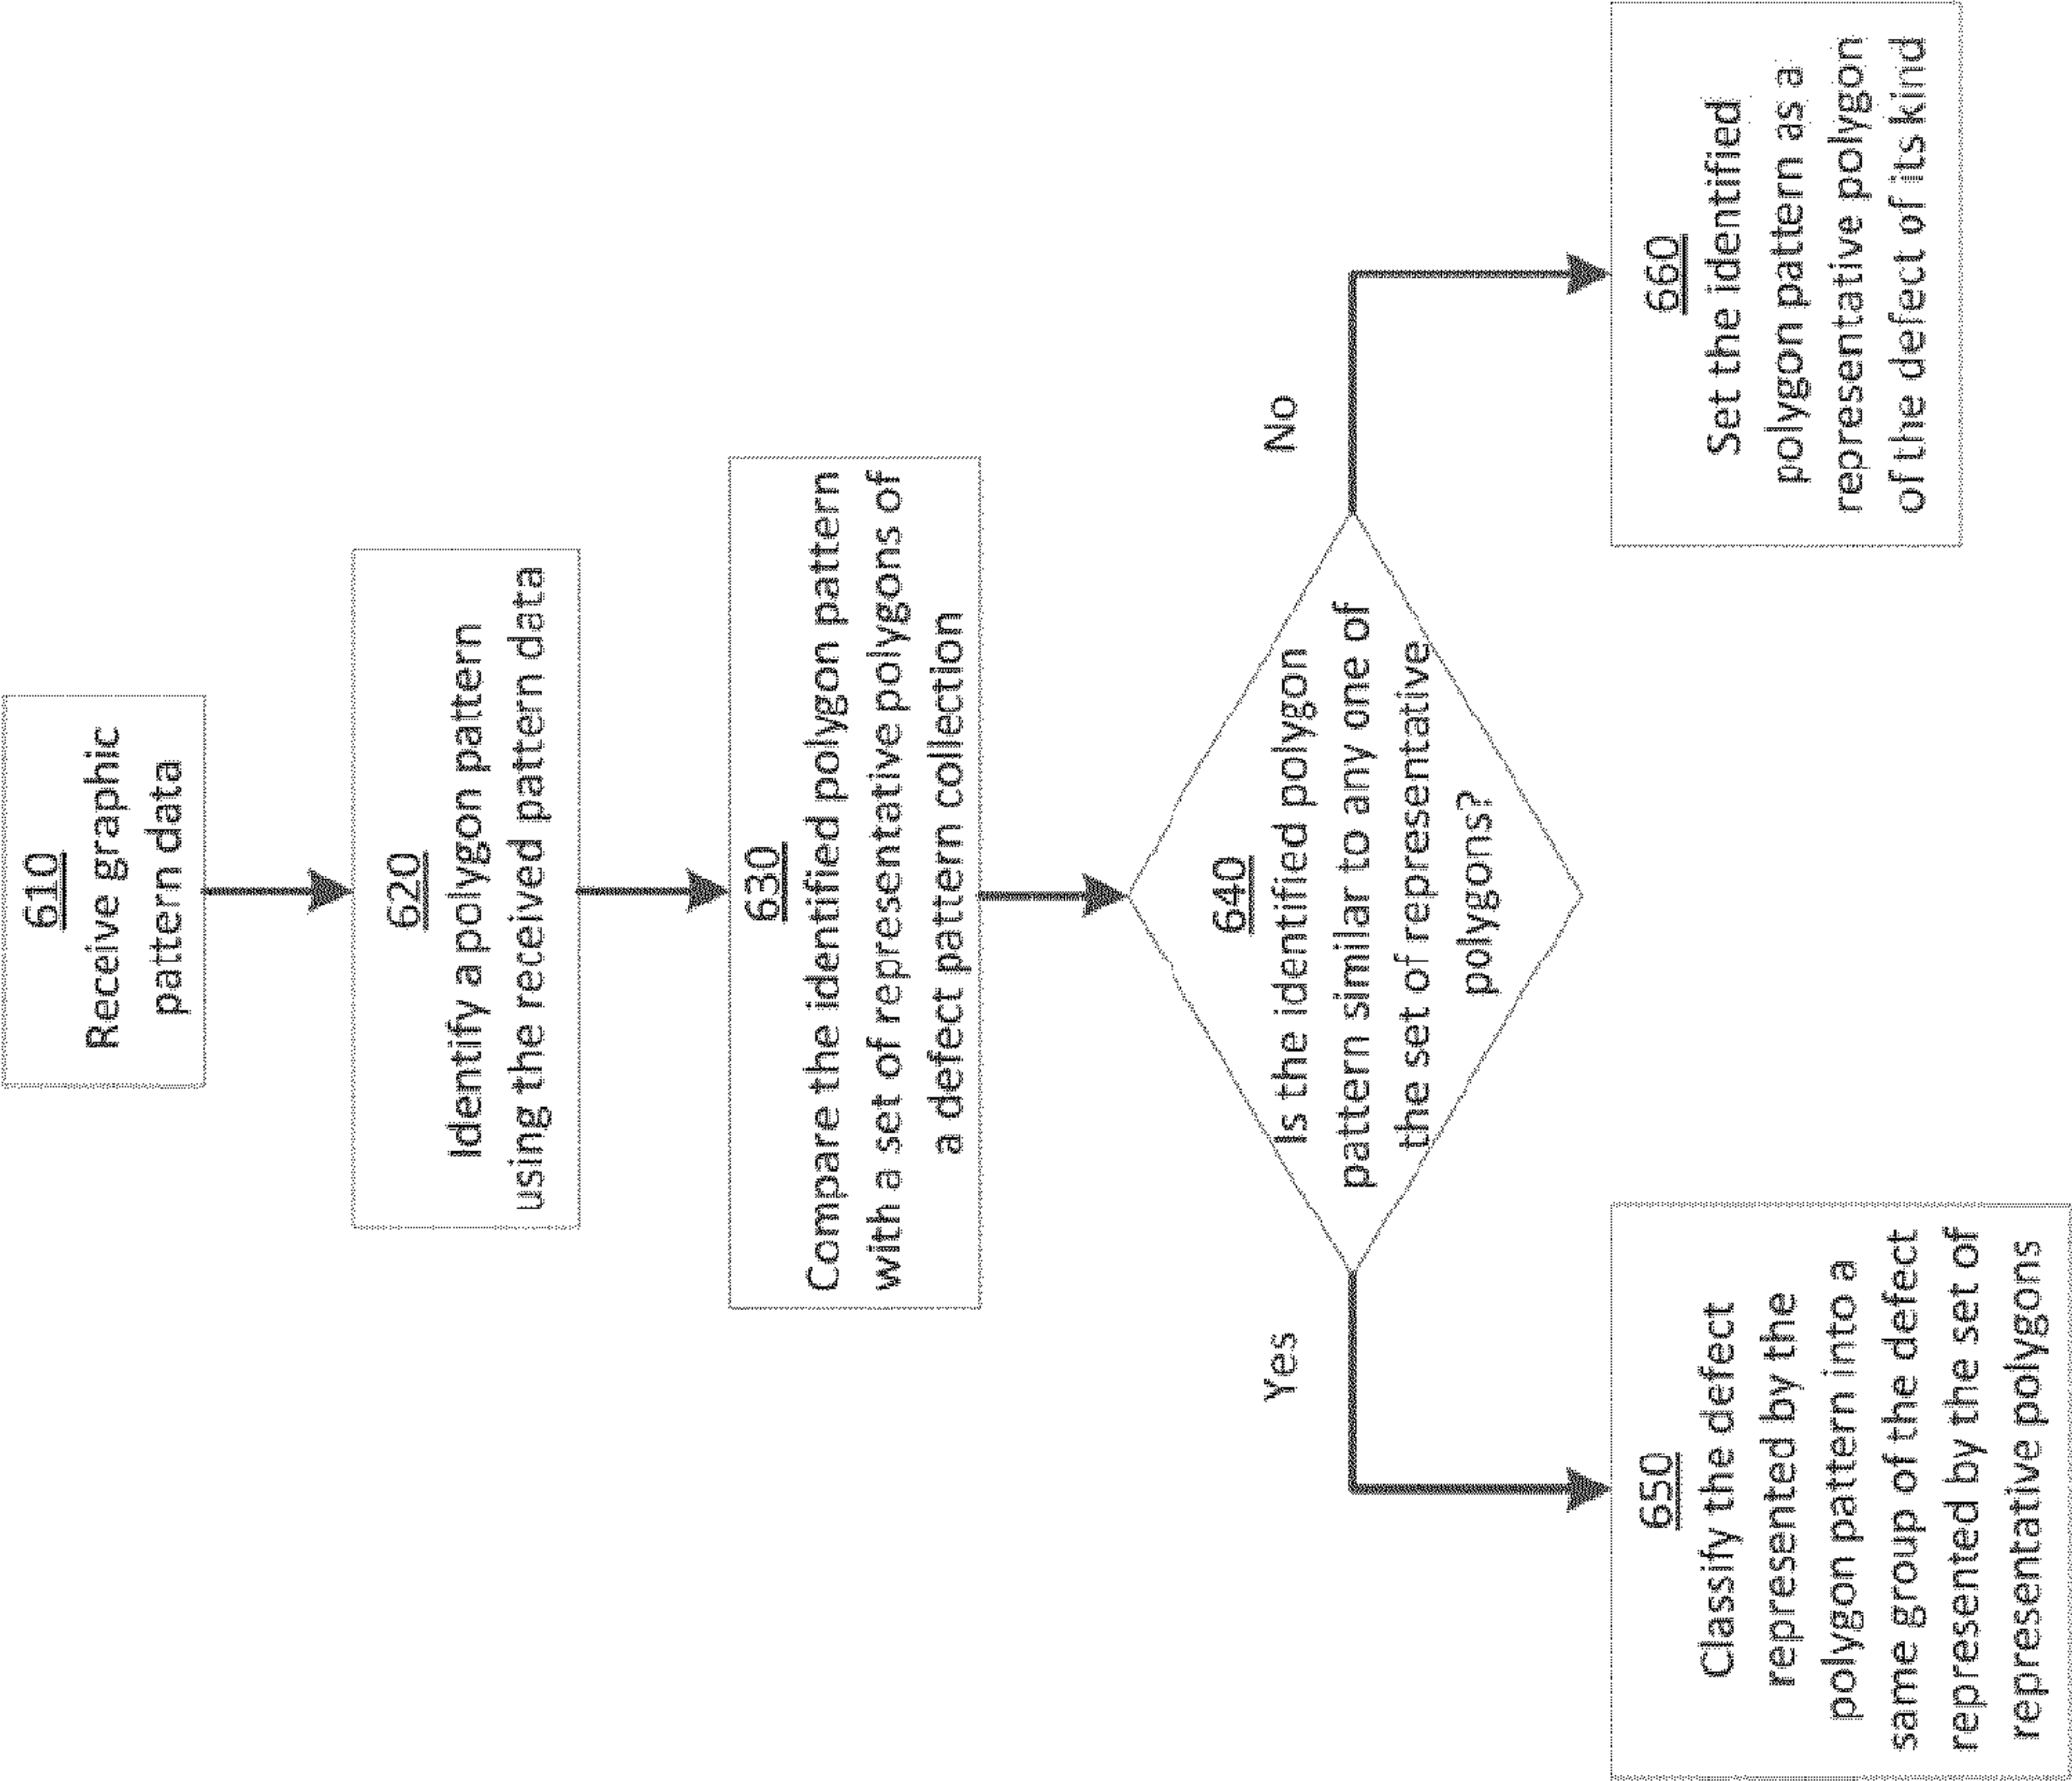 610
Receive graphic
pattern data
620
Identify a polygon pattern
using the received pattern data
630
Compare the identified polygon pattern
with a set of representative polygons of
a defect pattern collection
640
Is the identified polygon
pattern similar to any one of
the set of representative
polygons?
Yes
No
650
Classify the defect
represented by the
polygon pattern into a
same group of the defect
represented by the set of
representative polygons
660
Set the identified
polygon pattern as a
representative polygon
of the defect of its kind